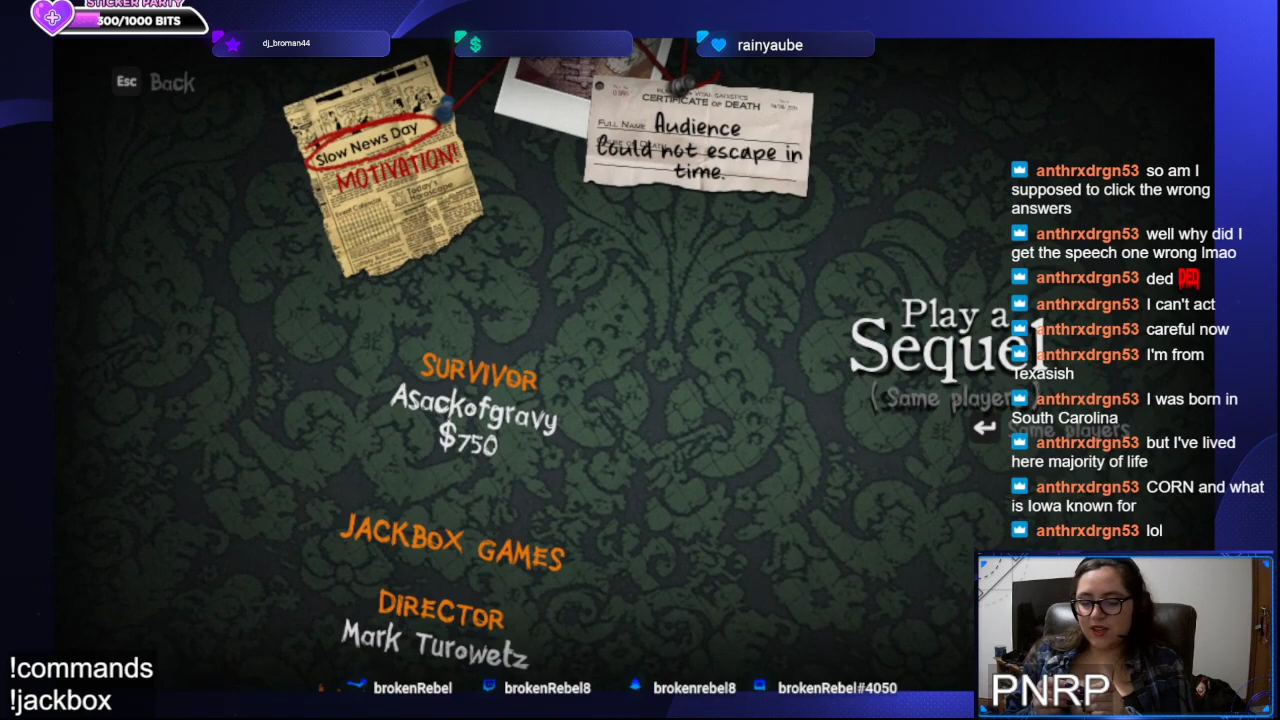 STICKER PARTY
300/1000 BITS
dj_broman44
$
rainyaube
Esc Back
Slow News Day
MOTIVATION!
Today's
Horoscope
CERTIFICATE OF DEATH
FULL NAME Audience
Could not escape in
time.
SURVIVOR
Asackofgravy
$750
JACKBOX GAMES
DIRECTOR
Mark Turowetz
Play a
Sequel
(Same players
Same players
anthrxdrgn53 so am I
supposed to click the wrong
answers
anthrxdrgn53 well why did I
get the speech one wrong lmao
anthrxdrgn53 ded DED
anthrxdrgn53 I can't act
anthrxdrgn53 careful now
anthrxdrgn53 I'm from
Texasish
anthrxdrgn53 I was born in
South Carolina
anthrxdrgn53 but I've lived
here majority of life
anthrxdrgn53 CORN and what
is Iowa known for
anthrxdrgn53 lol
!commands
!jackbox
brokenRebel
brokenRebel8
brokenrebel8
brokenRebel#4050
PNRP